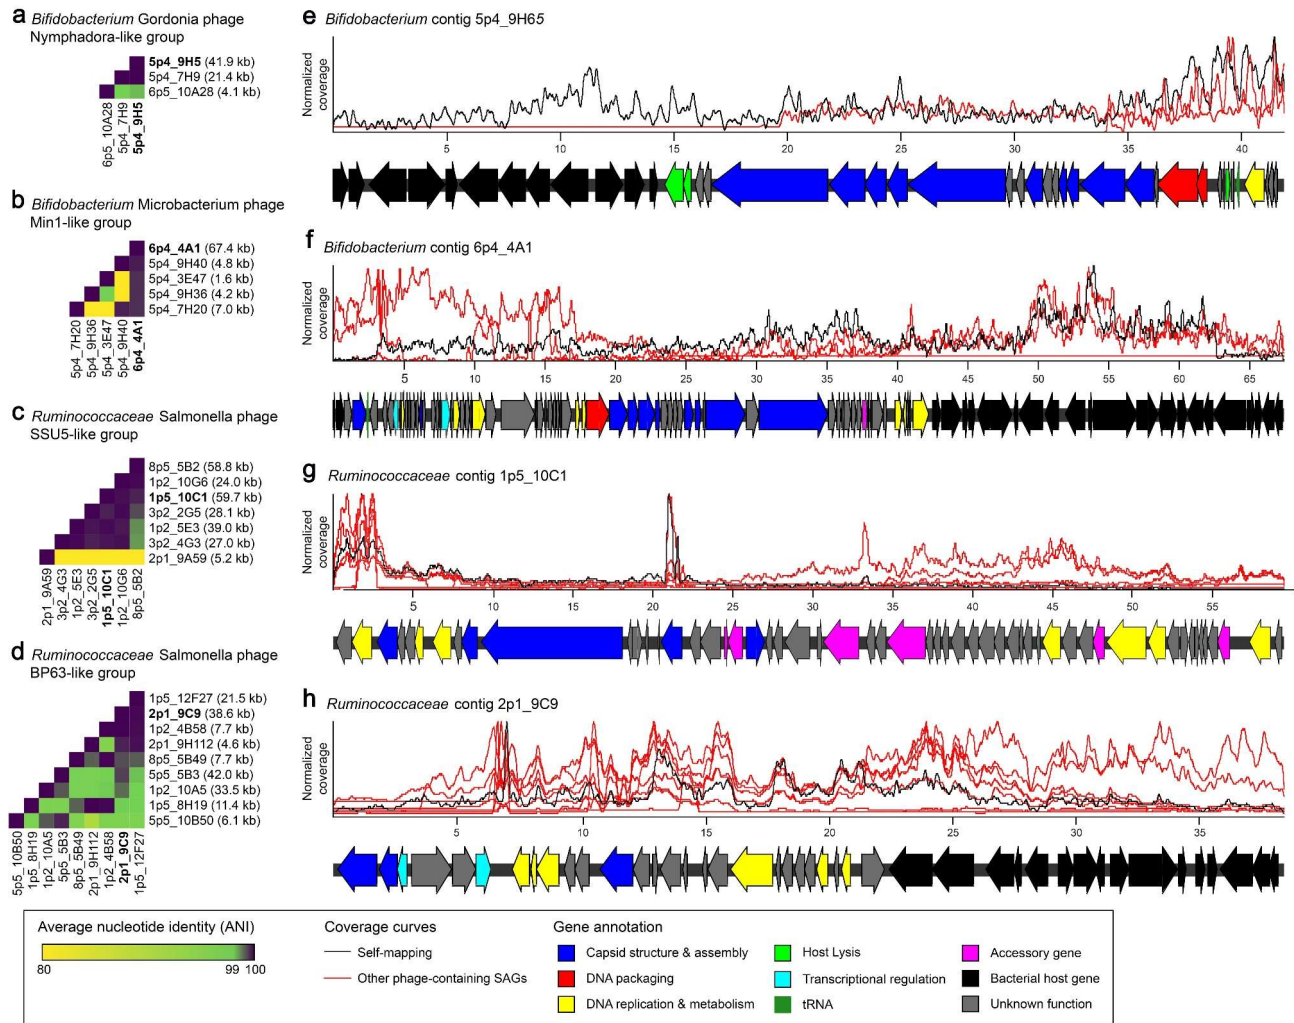 a Bifidobacterium Gordonia phage
Nymphadora-like group
5p4_9H5 (41.9 kb)
5p4_7H9 (21.4 kb)
6p5_10A28 (4.1 kb)
6p5_10A28
5p4_7H9
5p4_9H5
b Bifidobacterium Microbacterium phage
Min1-like group
6p4_4A1 (67.4 kb)
5p4_9H40 (4.8 kb)
5p4_3E47 (1.6 kb)
5p4_9H36 (4.2 kb)
5p4_7H20 (7.0 kb)
5p4_7H20
5p4_9H36
5p4_3E47
5p4_9H40
6p4_4A1
c Ruminococcaceae Salmonella phage
SSU5-like group
8p5_5B2 (58.8 kb)
1p2_10G6 (24.0 kb)
1p5_10C1 (59.7 kb)
3p2_2G5 (28.1 kb)
1p2_5E3 (39.0 kb)
3p2_4G3 (27.0 kb)
2p1_9A59 (5.2 kb)
2p1_9A59
3p2_4G3
1p2_5E3
3p2_2G5
1p5_10C1
1p2_10G6
8p5_5B2
d Ruminococcaceae Salmonella phage
BP63-like group
1p5_12F27 (21.5 kb)
2p1_9C9 (38.6 kb)
1p2_4B58 (7.7 kb)
2p1_9H112 (4.6 kb)
8p5_5B49 (7.7 kb)
5p5_5B3 (42.0 kb)
1p2_10A5 (33.5 kb)
1p5_8H19 (11.4 kb)
5p5_10B50 (6.1 kb)
5p5_10B50
1p5_8H19
1p2_10A5
5p5_5B3
8p5_5B49
2p1_9H112
1p2_4B58
2p1_9C9
1p5_12F27
e Bifidobacterium contig 5p4_9H65
Normalized
coverage
5 10 15 20 25 30 35 40
f Bifidobacterium contig 6p4_4A1
Normalized
coverage
5 10 15 20 25 30 35 40 45 50 55 60 65
g Ruminococcaceae contig 1p5_10C1
Normalized
coverage
5 10 15 20 25 30 35 40 45 50 55
h Ruminococcaceae contig 2p1_9C9
Normalized
coverage
5 10 15 20 25 30 35
Average nucleotide identity (ANI)
80 99 100
Coverage curves
Self-mapping
Other phage-containing SAGs
Gene annotation
Capsid structure & assembly
DNA packaging
DNA replication & metabolism
Host Lysis
Transcriptional regulation
tRNA
Accessory gene
Bacterial host gene
Unknown function